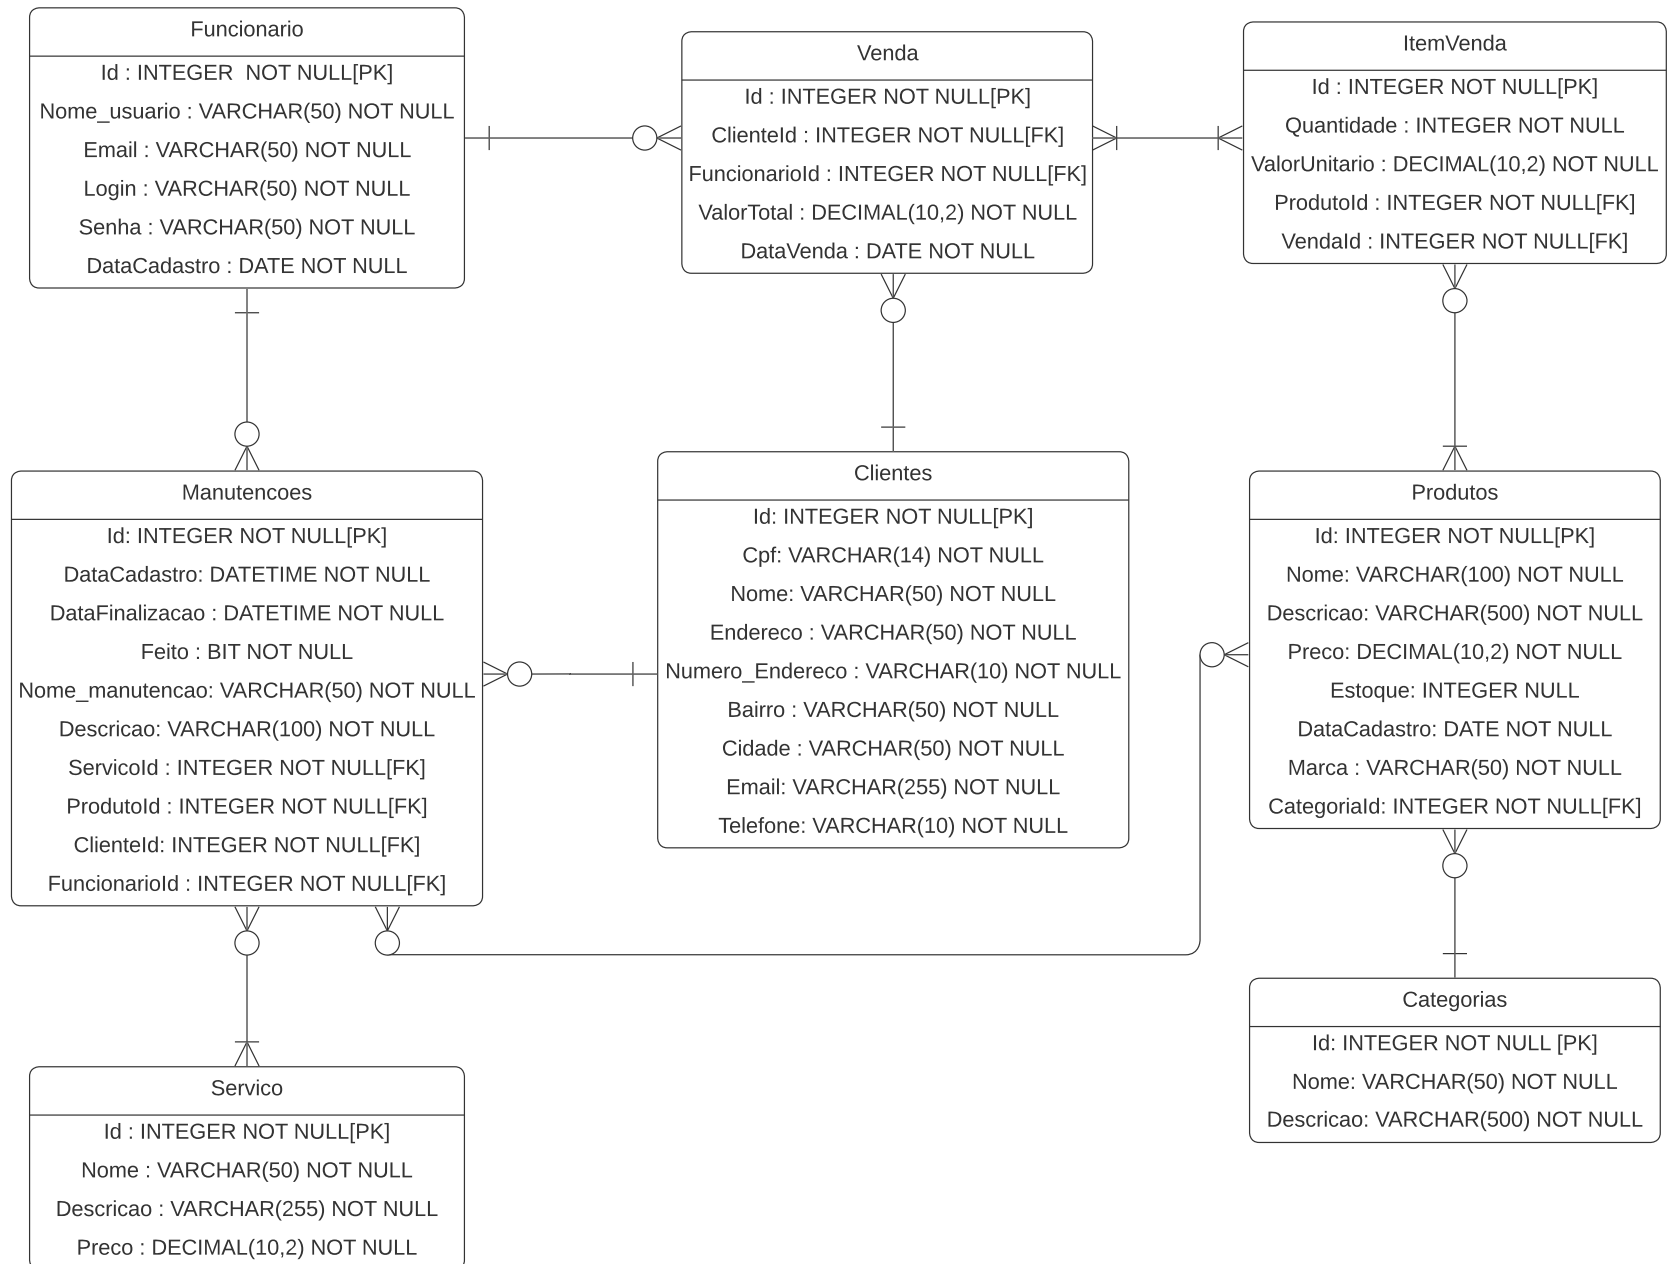 Funcionario
Id : INTEGER  NOT NULL[PK]
Nome_usuario : VARCHAR(50) NOT NULL
Email : VARCHAR(50) NOT NULL
Login : VARCHAR(50) NOT NULL
Senha : VARCHAR(50) NOT NULL
DataCadastro : DATE NOT NULL
Venda
Id : INTEGER NOT NULL[PK]
ClienteId : INTEGER NOT NULL[FK]
FuncionarioId : INTEGER NOT NULL[FK]
ValorTotal : DECIMAL(10,2) NOT NULL
DataVenda : DATE NOT NULL
ItemVenda
Id : INTEGER NOT NULL[PK]
Quantidade : INTEGER NOT NULL
ValorUnitario : DECIMAL(10,2) NOT NULL
ProdutoId : INTEGER NOT NULL[FK]
VendaId : INTEGER NOT NULL[FK]
Manutencoes
Id: INTEGER NOT NULL[PK]
DataCadastro: DATETIME NOT NULL
DataFinalizacao : DATETIME NOT NULL
Feito : BIT NOT NULL
Nome_manutencao: VARCHAR(50) NOT NULL
Descricao: VARCHAR(100) NOT NULL
ServicoId : INTEGER NOT NULL[FK]
ProdutoId : INTEGER NOT NULL[FK]
ClienteId: INTEGER NOT NULL[FK]
FuncionarioId : INTEGER NOT NULL[FK]
Clientes
Id: INTEGER NOT NULL[PK]
Cpf: VARCHAR(14) NOT NULL
Nome: VARCHAR(50) NOT NULL
Endereco : VARCHAR(50) NOT NULL
Numero_Endereco : VARCHAR(10) NOT NULL
Bairro : VARCHAR(50) NOT NULL
Cidade : VARCHAR(50) NOT NULL
Email: VARCHAR(255) NOT NULL
Telefone: VARCHAR(10) NOT NULL
Produtos
Id: INTEGER NOT NULL[PK]
Nome: VARCHAR(100) NOT NULL
Descricao: VARCHAR(500) NOT NULL
Preco: DECIMAL(10,2) NOT NULL
Estoque: INTEGER NULL
DataCadastro: DATE NOT NULL
Marca : VARCHAR(50) NOT NULL
CategoriaId: INTEGER NOT NULL[FK]
Servico
Id : INTEGER NOT NULL[PK]
Nome : VARCHAR(50) NOT NULL
Descricao : VARCHAR(255) NOT NULL
Preco : DECIMAL(10,2) NOT NULL
Categorias
Id: INTEGER NOT NULL [PK]
Nome: VARCHAR(50) NOT NULL
Descricao: VARCHAR(500) NOT NULL